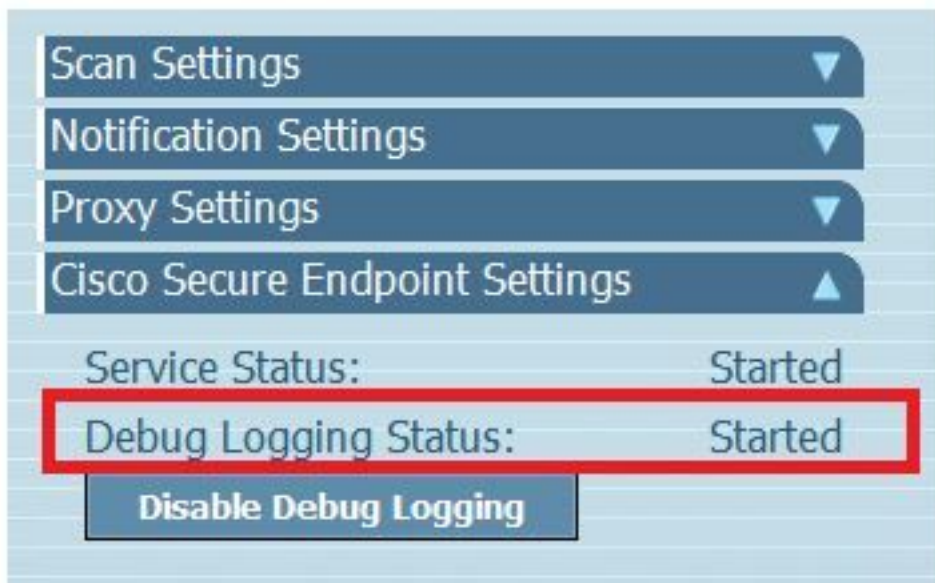 Scan Settings
Notification Settings
Proxy Settings
Cisco Secure Endpoint Settings
Service Status: Started
Debug Logging Status: Started
Disable Debug Logging